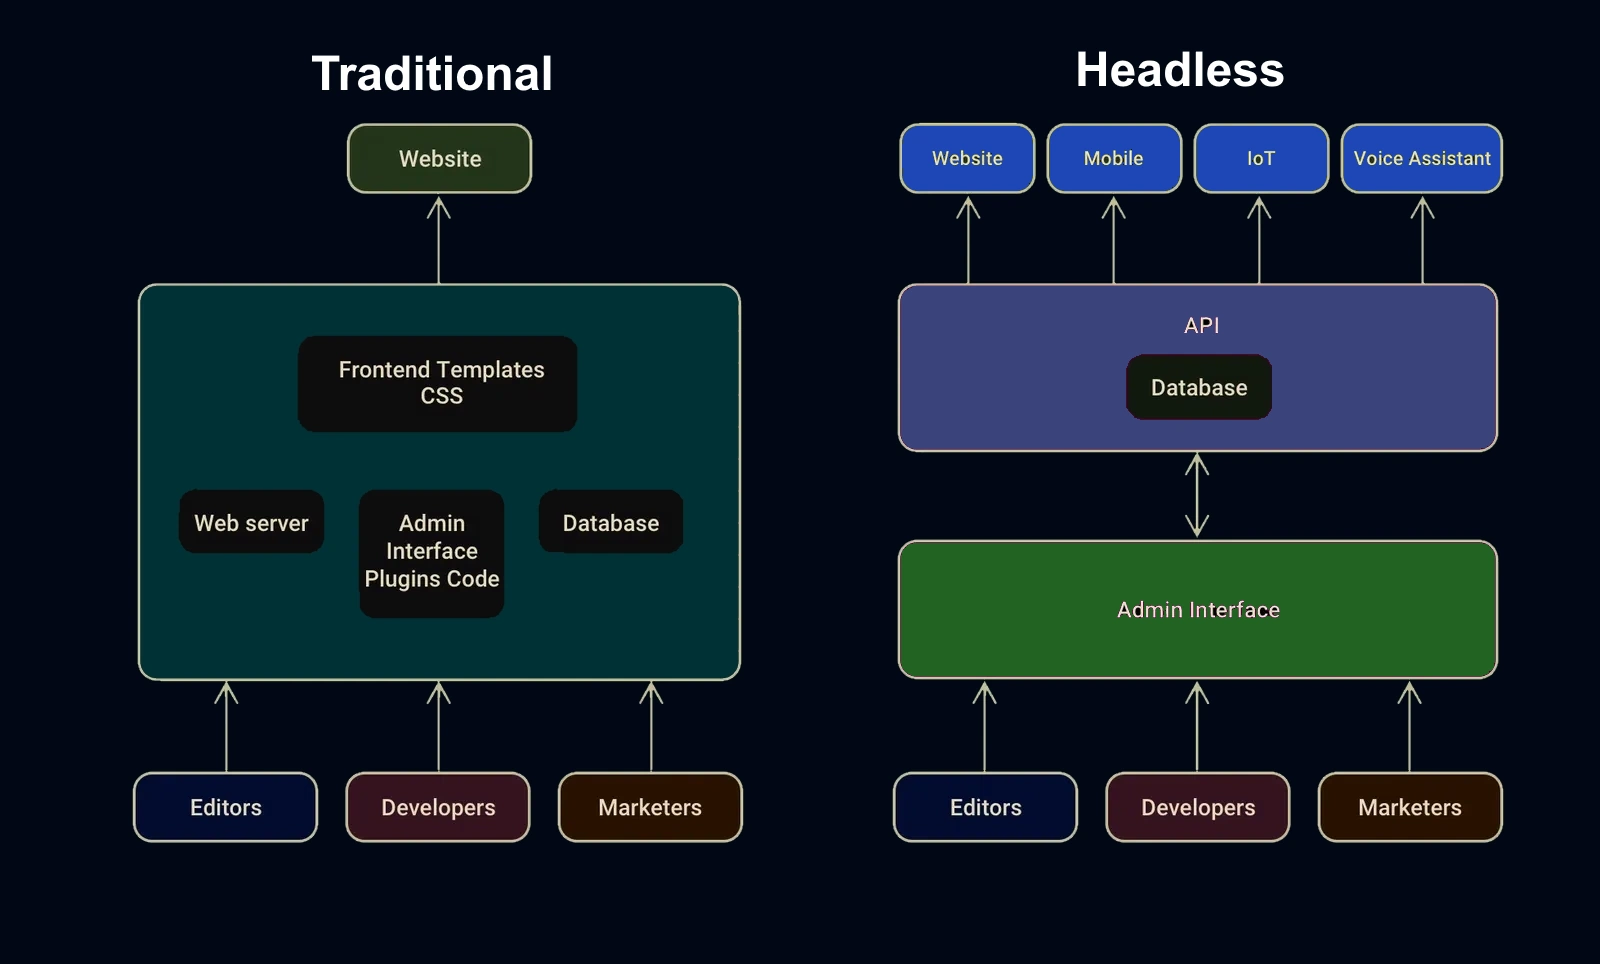 Traditional
Website
Frontend Templates
CSS
Web server
Admin
Interface
Plugins Code
Database
Editors
Developers
Marketers
Headless
Website
Mobile
IoT
Voice Assistant
API
Database
Admin Interface
Editors
Developers
Marketers